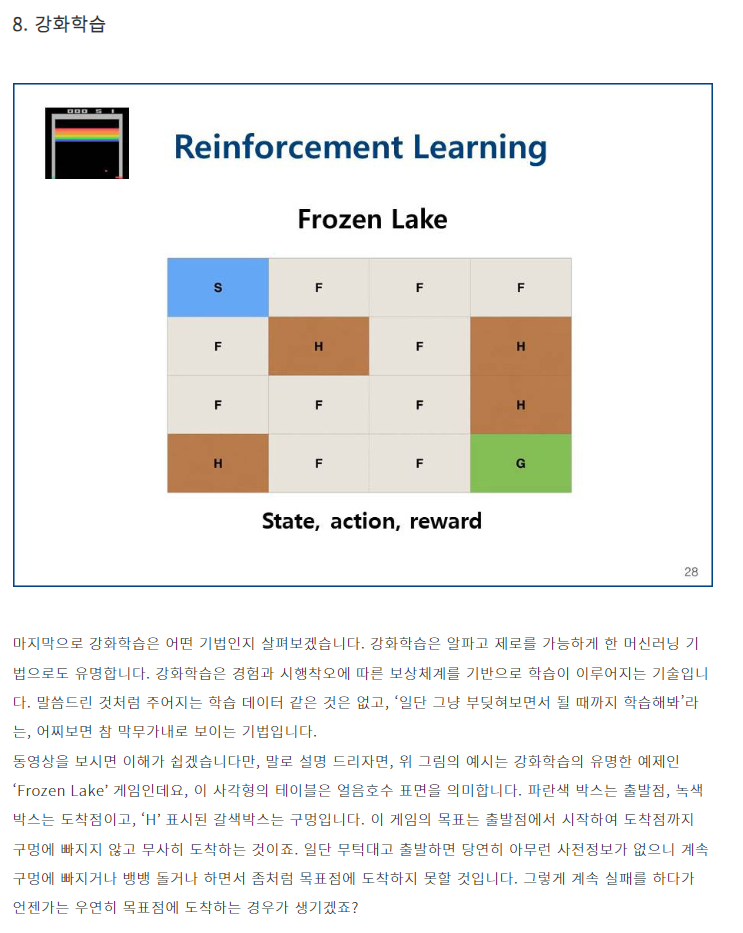 8. 강화학습
000 5 1
Reinforcement Learning
Frozen Lake
S F F F
F H F H
F F F H
H F F G
State, action, reward
28
마지막으로 강화학습은 어떤 기법인지 살펴보겠습니다. 강화학습은 알파고 제로를 가능하게 한 머신러닝 기
법으로도 유명합니다. 강화학습은 경험과 시행착오에 따른 보상체계를 기반으로 학습이 이루어지는 기술입니
다. 말씀드린 것처럼 주어지는 학습 데이터 같은 것은 없고, ‘일단 그냥 부딪혀보면서 될 때까지 학습해봐’라
는, 어찌보면 참 막무가내로 보이는 기법입니다.
동영상을 보시면 이해가 쉽겠습니다만, 말로 설명 드리자면, 위 그림의 예시는 강화학습의 유명한 예제인
‘Frozen Lake’ 게임인데요, 이 사각형의 테이블은 얼음호수 표면을 의미합니다. 파란색 박스는 출발점, 녹색
박스는 도착점이고, ‘H’ 표시된 갈색박스는 구멍입니다. 이 게임의 목표는 출발점에서 시작하여 도착점까지
구멍에 빠지지 않고 무사히 도착하는 것이죠. 일단 무턱대고 출발하면 당연히 아무런 사전정보가 없으니 계속
구멍에 빠지거나 뱅뱅 돌거나 하면서 좀처럼 목표점에 도착하지 못할 것입니다. 그렇게 계속 실패를 하다가
언젠가는 우연히 목표점에 도착하는 경우가 생기겠죠?